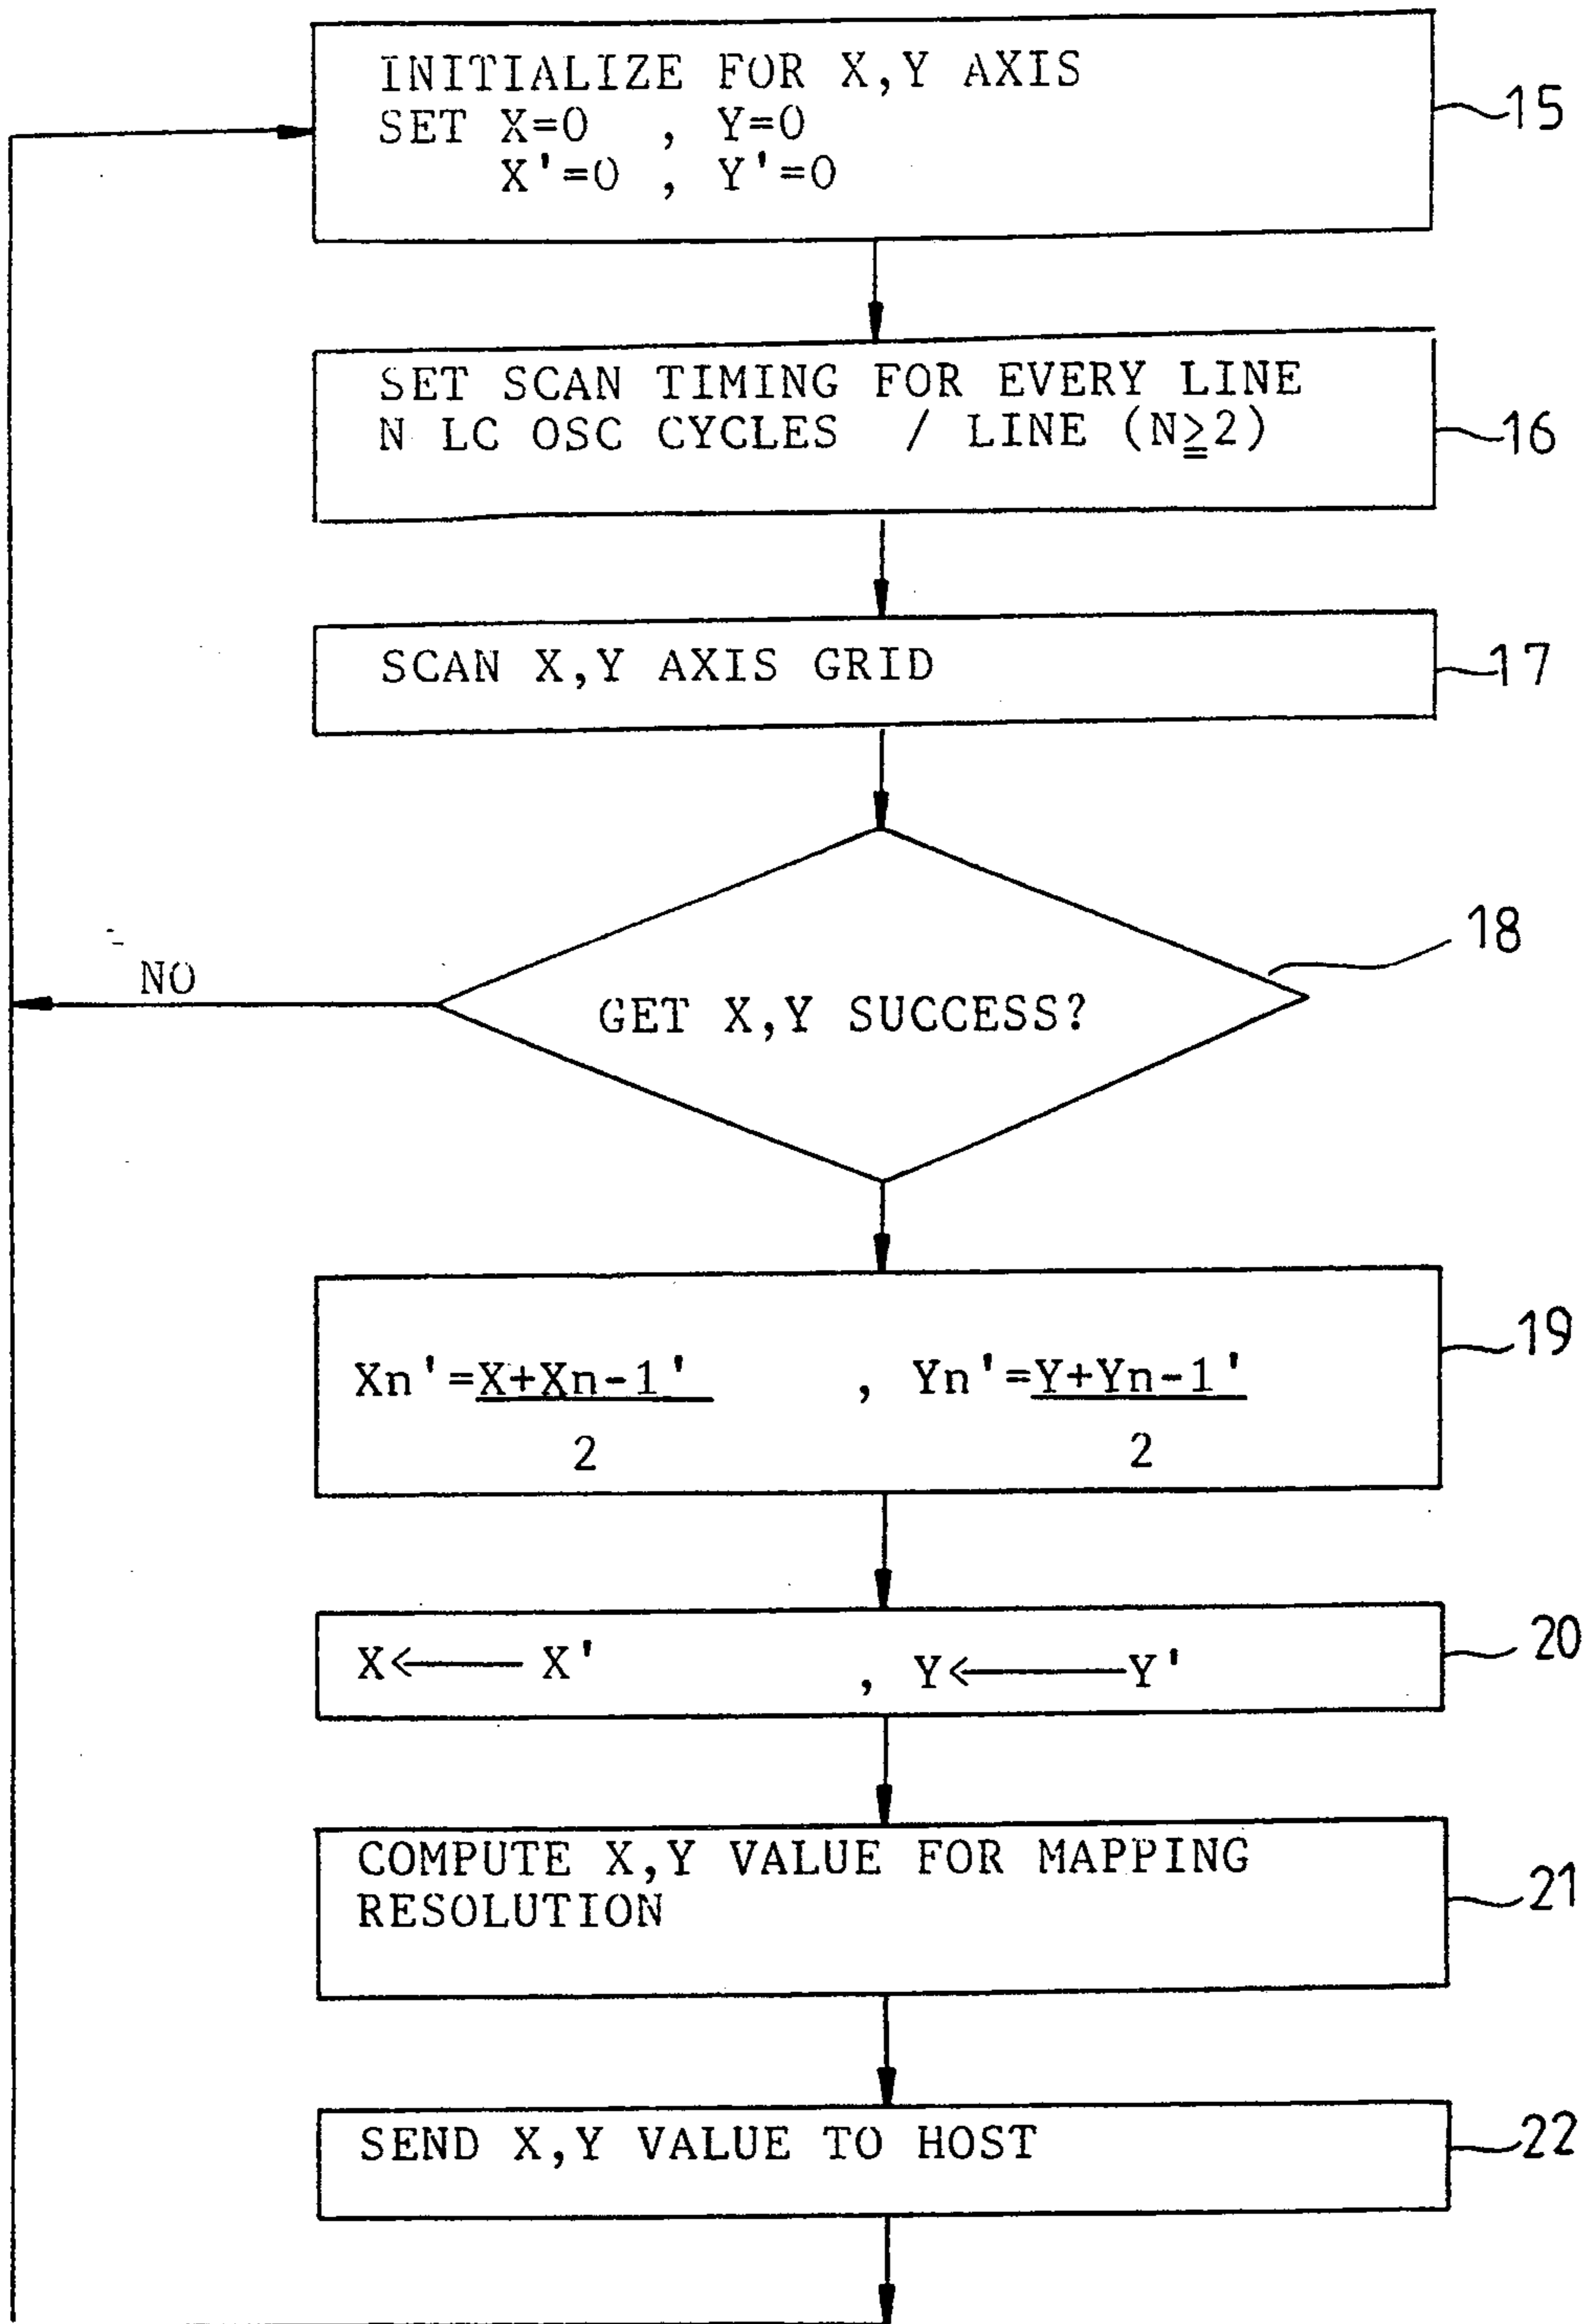 INITIALIZE FOR X,Y AXIS
SET X=0 , Y=0
X'=0 , Y'=0
15
SET SCAN TIMING FOR EVERY LINE
N LC OSC CYCLES / LINE (N≧2)
16
SCAN X,Y AXIS GRID
17
18
NO
GET X,Y SUCCESS?
19
Xn'=X+Xn-1' , Yn'=Y+Yn-1'
2 2
20
X← X' , Y←Y'
COMPUTE X,Y VALUE FOR MAPPING
RESOLUTION
21
SEND X,Y VALUE TO HOST
22